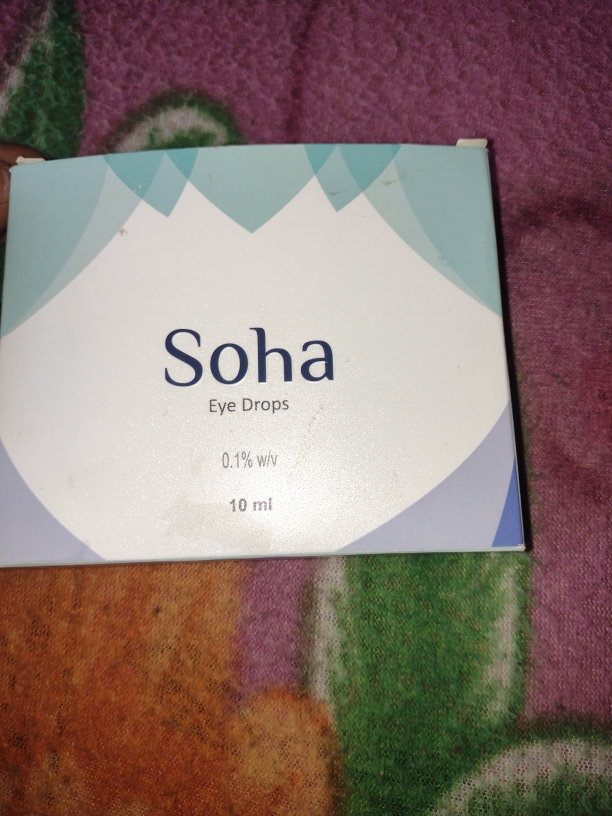 Soha
Eye Drops
0.1% w/v
10 ml